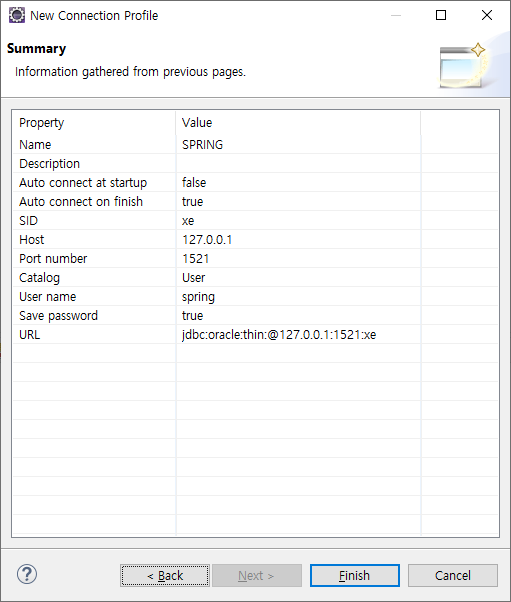 New Connection Profile
Summary
Information gathered from previous pages.
Property Value
Name SPRING
Description
Auto connect at startup false
Auto connect on finish true
SID xe
Host 127.0.0.1
Port number 1521
Catalog User
User name spring
Save password true
URL jdbc:oracle:thin:@127.0.0.1:1521:xe
? < Back Next > Finish Cancel